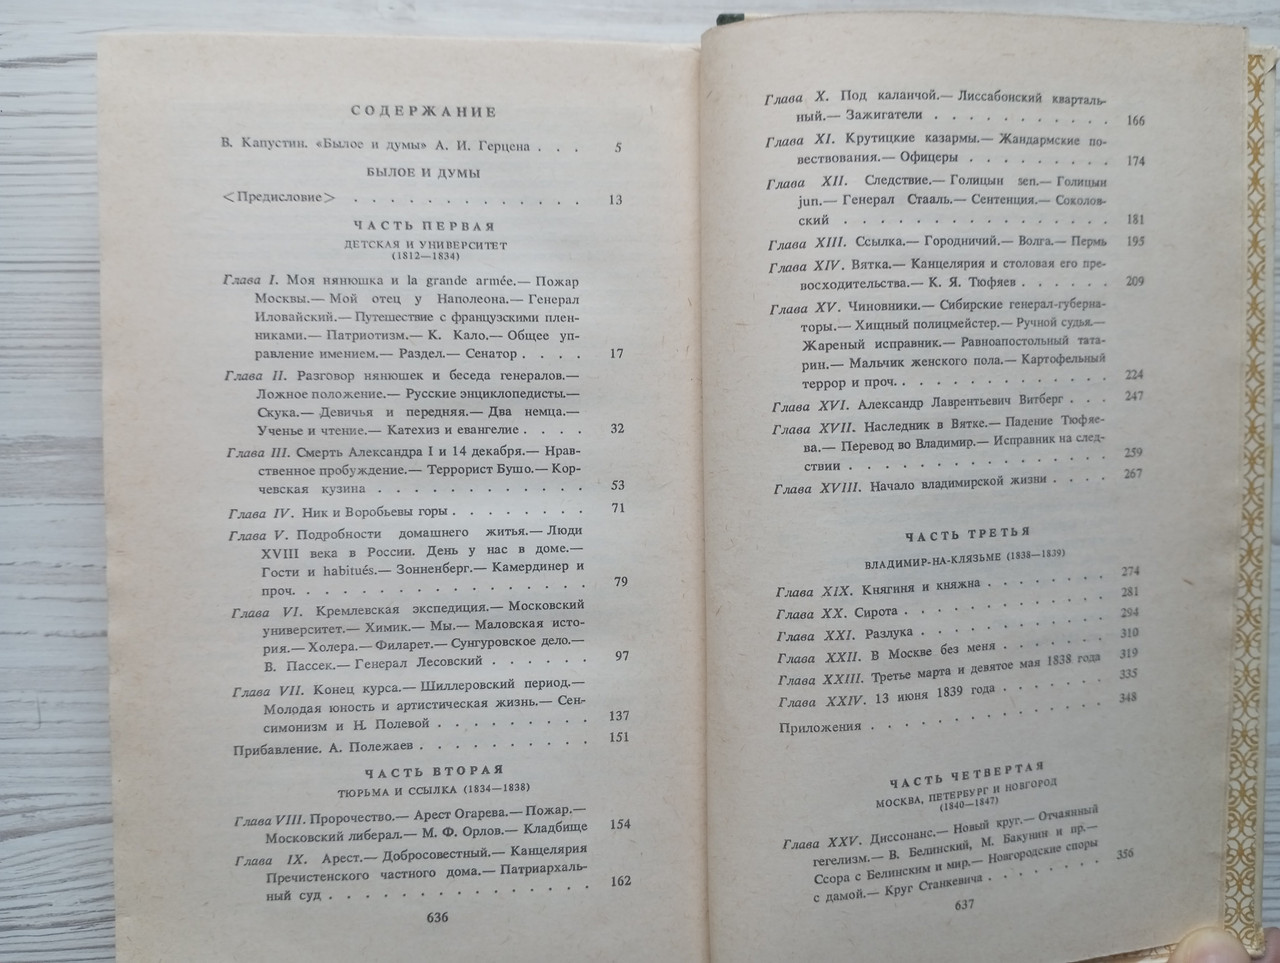 СОДЕРЖАНИЕ
В. Капустин. «Былое и думы» А. И. Герцена . . . 5
БЫЛОЕ И ДУМЫ
<Предисловие> . . . . . . . . . . . . . 13
ЧАСТЬ ПЕРВАЯ
ДЕТСКАЯ И УНИВЕРСИТЕТ
(1812—1834)
Глава I. Моя нянюшка и la grande armée.— Пожар
Москвы.— Мой отец у Наполеона.— Генерал
Иловайский.— Путешествие с французскими плен-
никами.— Патриотизм.— К. Кало.— Общее уп-
равление имением.— Раздел.— Сенатор . . . . 17
Глава II. Разговор нянюшек и беседа генералов.—
Ложное положение.— Русские энциклопедисты.—
Скука.— Девичья и передняя.— Два немца.—
Ученье и чтение.— Катехиз и евангелие . . . . 32
Глава III. Смерть Александра I и 14 декабря.— Нрав-
ственное пробуждение.— Террорист Бушо.— Кор-
чевская кузина . . . . . . . . . . . . 53
Глава IV. Ник и Воробьевы горы . . . . . . . . 71
Глава V. Подробности домашнего житья.— Люди
XVIII века в России. День у нас в доме.—
Гости и habitués.— Зонненберг.— Камердинер и
проч. . . . . . . . . . . . . . . . . 79
Глава VI. Кремлевская экспедиция.— Московский
университет.— Химик.— Мы.— Маловская исто-
рия.— Холера.— Филарет.— Сунгуровское дело.—
В. Пассек.— Генерал Лесовский . . . . . . 97
Глава VII. Конец курса.— Шиллеровский период.—
Молодая юность и артистическая жизнь.— Сен-
симонизм и Н. Полевой . . . . . . . . . 137
Прибавление. А. Полежаев . . . . . . . . . . 151
ЧАСТЬ ВТОРАЯ
ТЮРЬМА И ССЫЛКА (1834—1838)
Глава VIII. Пророчество.— Арест Огарева.— Пожар.—
Московский либерал.— М. Ф. Орлов.— Кладбище 154
Глава IX. Арест.— Добросовестный.— Канцелярия
Пречистенского частного дома.— Патриархаль-
ный суд . . . . . . . . . . . . . . . 162
636
Глава X. Под каланчой.— Лиссабонский кварталь-
ный.— Зажигатели . . . . . . . . . . . 166
Глава XI. Крутицкие казармы.— Жандармские по-
вествования.— Офицеры . . . . . . . . . 174
Глава XII. Следствие.— Голицын sen.— Голицын
jun.— Генерал Стааль.— Сентенция.— Соколов-
ский . . . . . . . . . . . . . . . . 181
Глава XIII. Ссылка.— Городничий.— Волга.— Пермь 195
Глава XIV. Вятка.— Канцелярия и столовая его пре-
восходительства.— К. Я. Тюфяев . . . . . . 209
Глава XV. Чиновники.— Сибирские генерал-губерна-
торы.— Хищный полицмейстер.— Ручной судья.—
Жареный исправник.— Равноапостольный тата-
рин.— Мальчик женского пола.— Картофельный
террор и проч. . . . . . . . . . . . . . 224
Глава XVI. Александр Лаврентьевич Витберг . . . 247
Глава XVII. Наследник в Вятке.— Падение Тюфяе-
ва.— Перевод во Владимир.— Исправник на след-
ствии . . . . . . . . . . . . . . . . 259
Глава XVIII. Начало владимирской жизни . . . . 267
ЧАСТЬ ТРЕТЬЯ
ВЛАДИМИР-НА-КЛЯЗЬМЕ (1838—1839)
Глава XIX. Княгиня и княжна . . . . . . . . 274
Глава XX. Сирота . . . . . . . . . . . . 281
Глава XXI. Разлука . . . . . . . . . . . 294
Глава XXII. В Москве без меня . . . . . . . 310
Глава XXIII. Третье марта и девятое мая 1838 года 319
Глава XXIV. 13 июня 1839 года . . . . . . . 335
Приложения . . . . . . . . . . . . . . 348
ЧАСТЬ ЧЕТВЕРТАЯ
МОСКВА, ПЕТЕРБУРГ И НОВГОРОД
(1840—1847)
Глава XXV. Диссонанс.— Новый круг.— Отчаянный
гегелизм.— В. Белинский, М. Бакунин и пр.—
Ссора с Белинским и мир.— Новгородские споры
с дамой.— Круг Станкевича . . . . . . . . 356
637